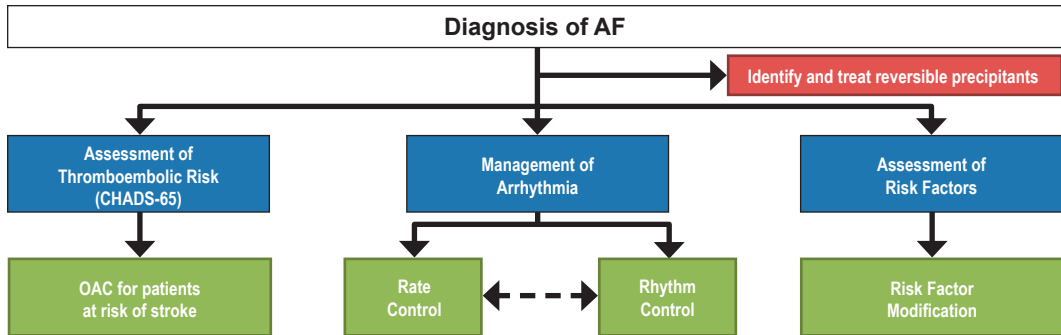 Diagnosis of AF
Identify and treat reversible precipitants
Assessment of
Thromboembolic Risk
(CHADS-65)
Management of
Arrhythmia
Assessment of
Risk Factors
OAC for patients
at risk of stroke
Rate
Control
Rhythm
Control
Risk Factor
Modification